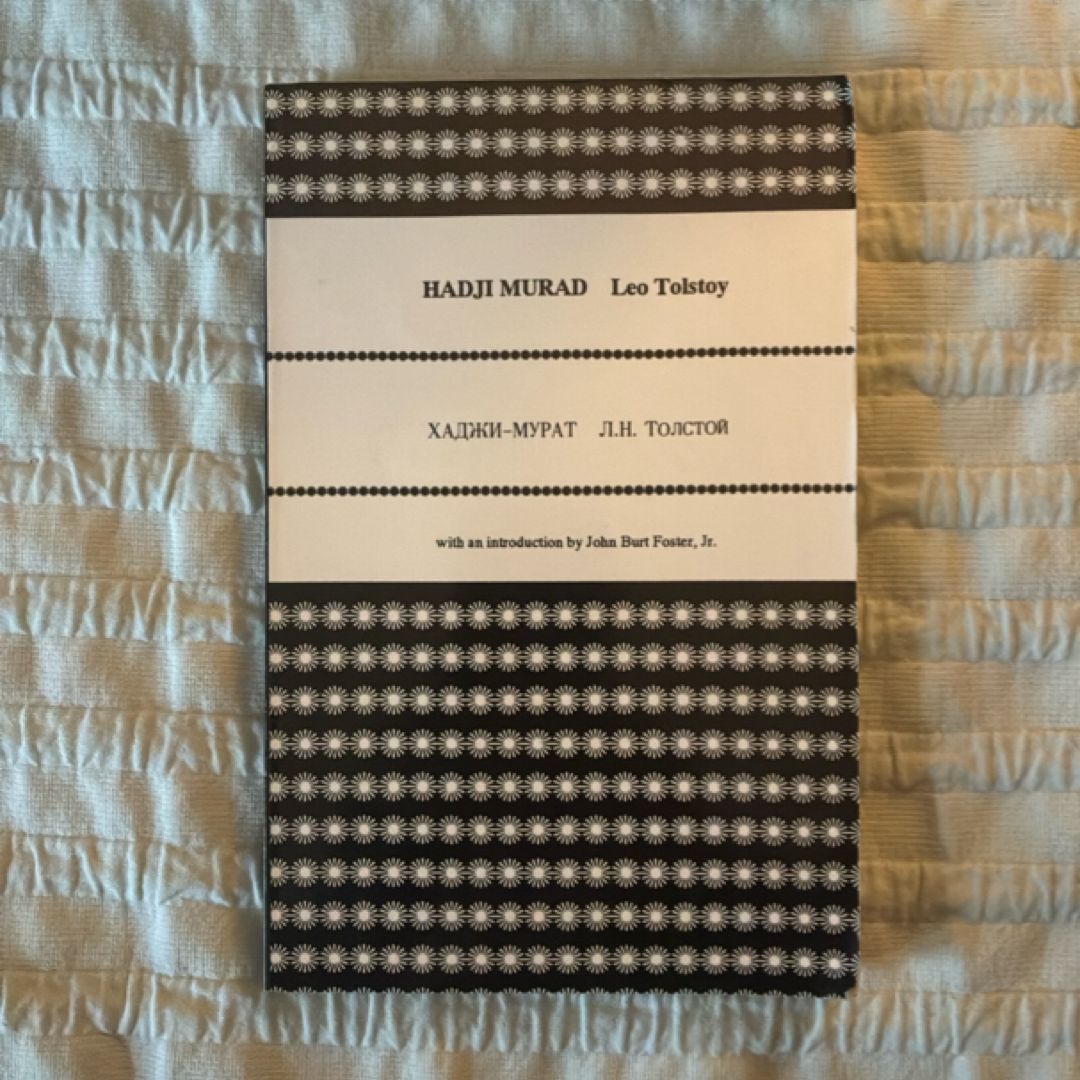 HADJI MURAD Leo Tolstoy
ХАДЖИ-МУРАТ Л.Н. ТОЛСТОЙ
with an introduction by John Burt Foster, Jr.